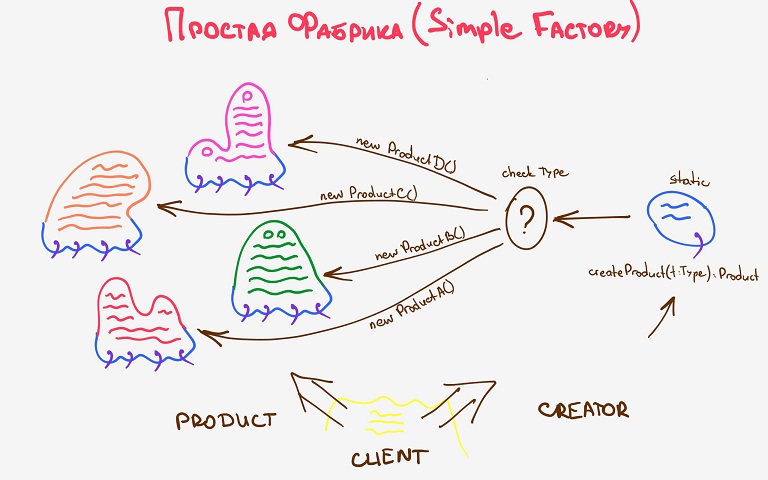 Простая Фабрика (Simple Factory)
new ProductD()
check Type
new ProductC()
static
?
new ProductB()
createProduct(t:Type):Product
new ProductA()
PRODUCT
CREATOR
CLIENT